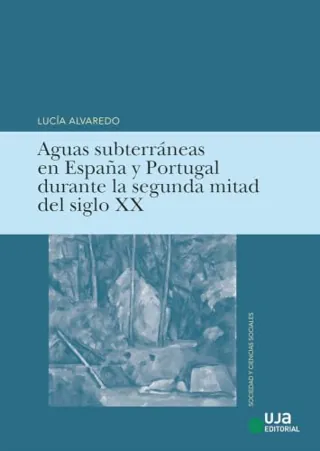 LUCÍA ALVAREDO
Aguas subterráneas
en España y Portugal
durante la segunda mitad
del siglo XX
SOCIEDAD Y CIENCIAS SOCIALES
UJA
EDITORIAL